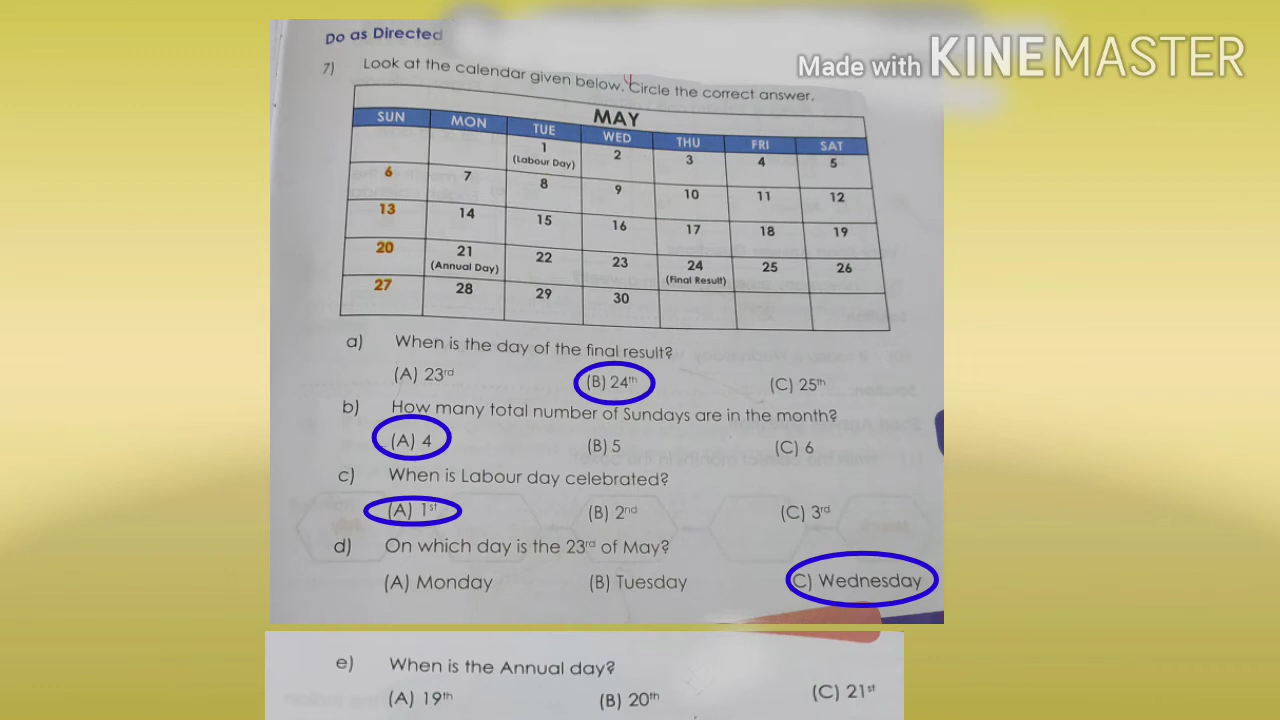 Made with KINEMASTER
Do as Directed
7) Look at the calendar given below. Circle the correct answer.
MAY
SUN MON TUE WED THU FRI SAT
1 (Labour Day) 2 3 4 5
6 7 8 9 10 11 12
13 14 15 16 17 18 19
20 21 (Annual Day) 22 23 24 (Final Result) 25 26
27 28 29 30
a) When is the day of the final result?
(A) 23rd (B) 24th (C) 25th
b) How many total number of Sundays are in the month?
(A) 4 (B) 5 (C) 6
c) When is Labour day celebrated?
(A) 1st (B) 2nd (C) 3rd
d) On which day is the 23rd of May?
(A) Monday (B) Tuesday (C) Wednesday
e) When is the Annual day?
(A) 19th (B) 20th (C) 21st